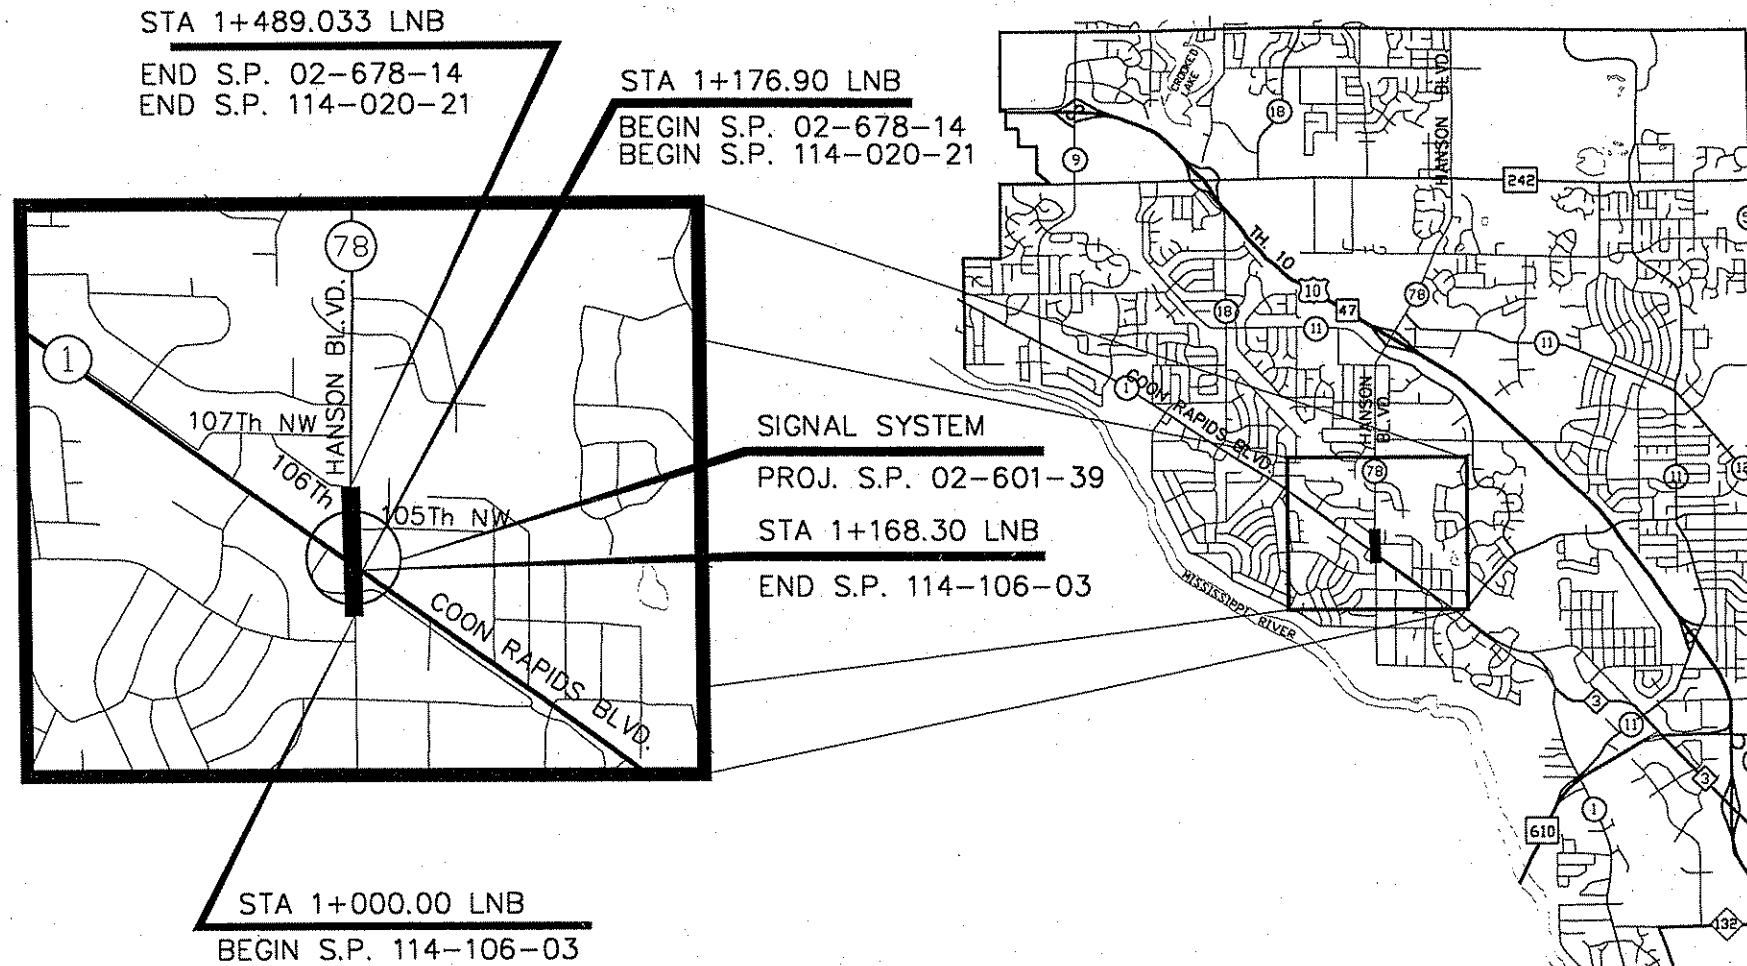 STA 1+489.033 LNB
END S.P. 02-678-14
END S.P. 114-020-21
STA 1+176.90 LNB
BEGIN S.P. 02-678-14
BEGIN S.P. 114-020-21
78
HANSON BLVD.
1
107Th NW
106Th
105Th NW
COON RAPIDS BLVD.
SIGNAL SYSTEM
PROJ. S.P. 02-601-39
STA 1+168.30 LNB
END S.P. 114-106-03
STA 1+000.00 LNB
BEGIN S.P. 114-106-03
CROOKED
LAKE
HANSON BLVD.
18
9
242
TH. 10
10
47
78
18
11
11
1
COON RAPIDS BLVD.
HANSON
BLVD.
78
11
MISSISSIPPI RIVER
3
11
3
1
610
132